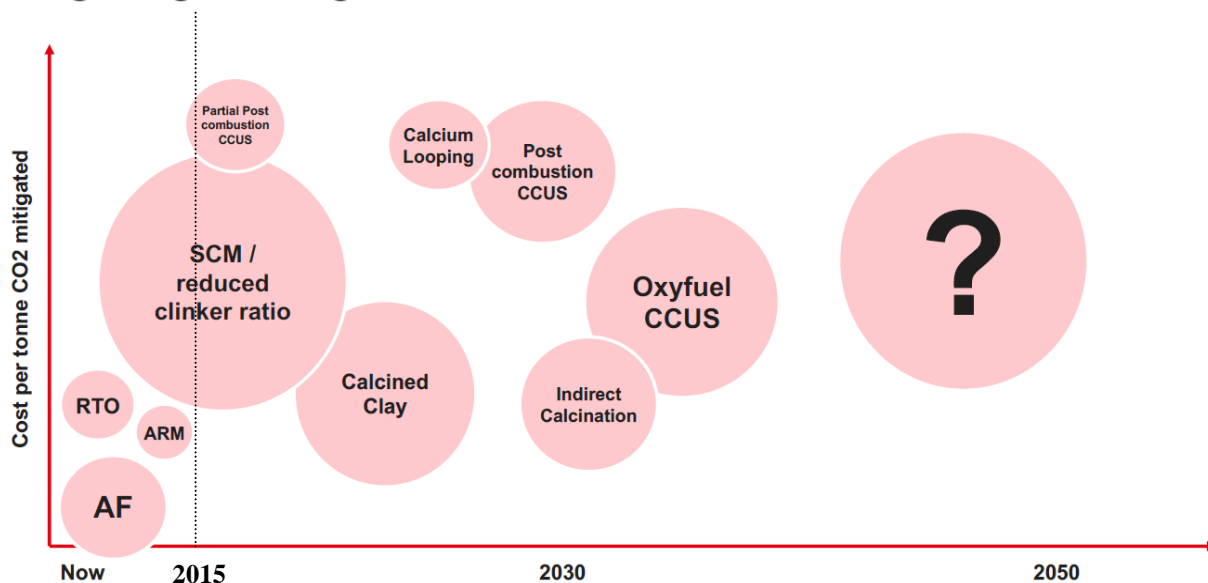 Partial Post
combustion
CCUS
Calcium
Looping
Post
combustion
CCUS
SCM /
reduced
clinker ratio
Oxyfuel
CCUS
?
Calcined
Clay
Indirect
Calcination
RTO
ARM
AF
Cost per tonne CO2 mitigated
Now
2015
2030
2050